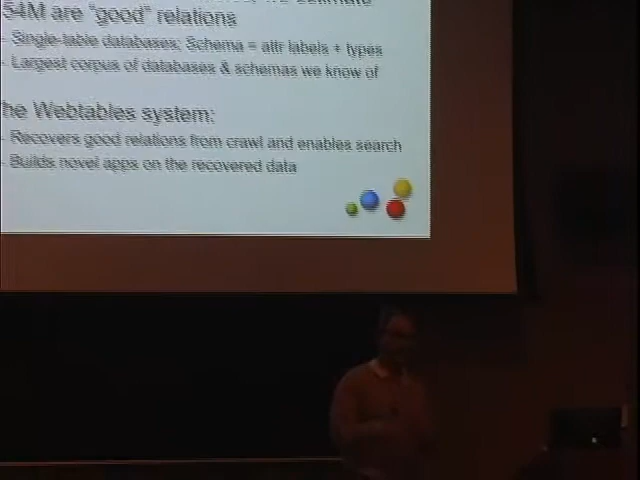 54M are "good" relations
- Single-table databases; Schema = attr labels + types
- Largest corpus of databases & schemas we know of
he Webtables system:
- Recovers good relations from crawl and enables search
- Builds novel apps on the recovered data